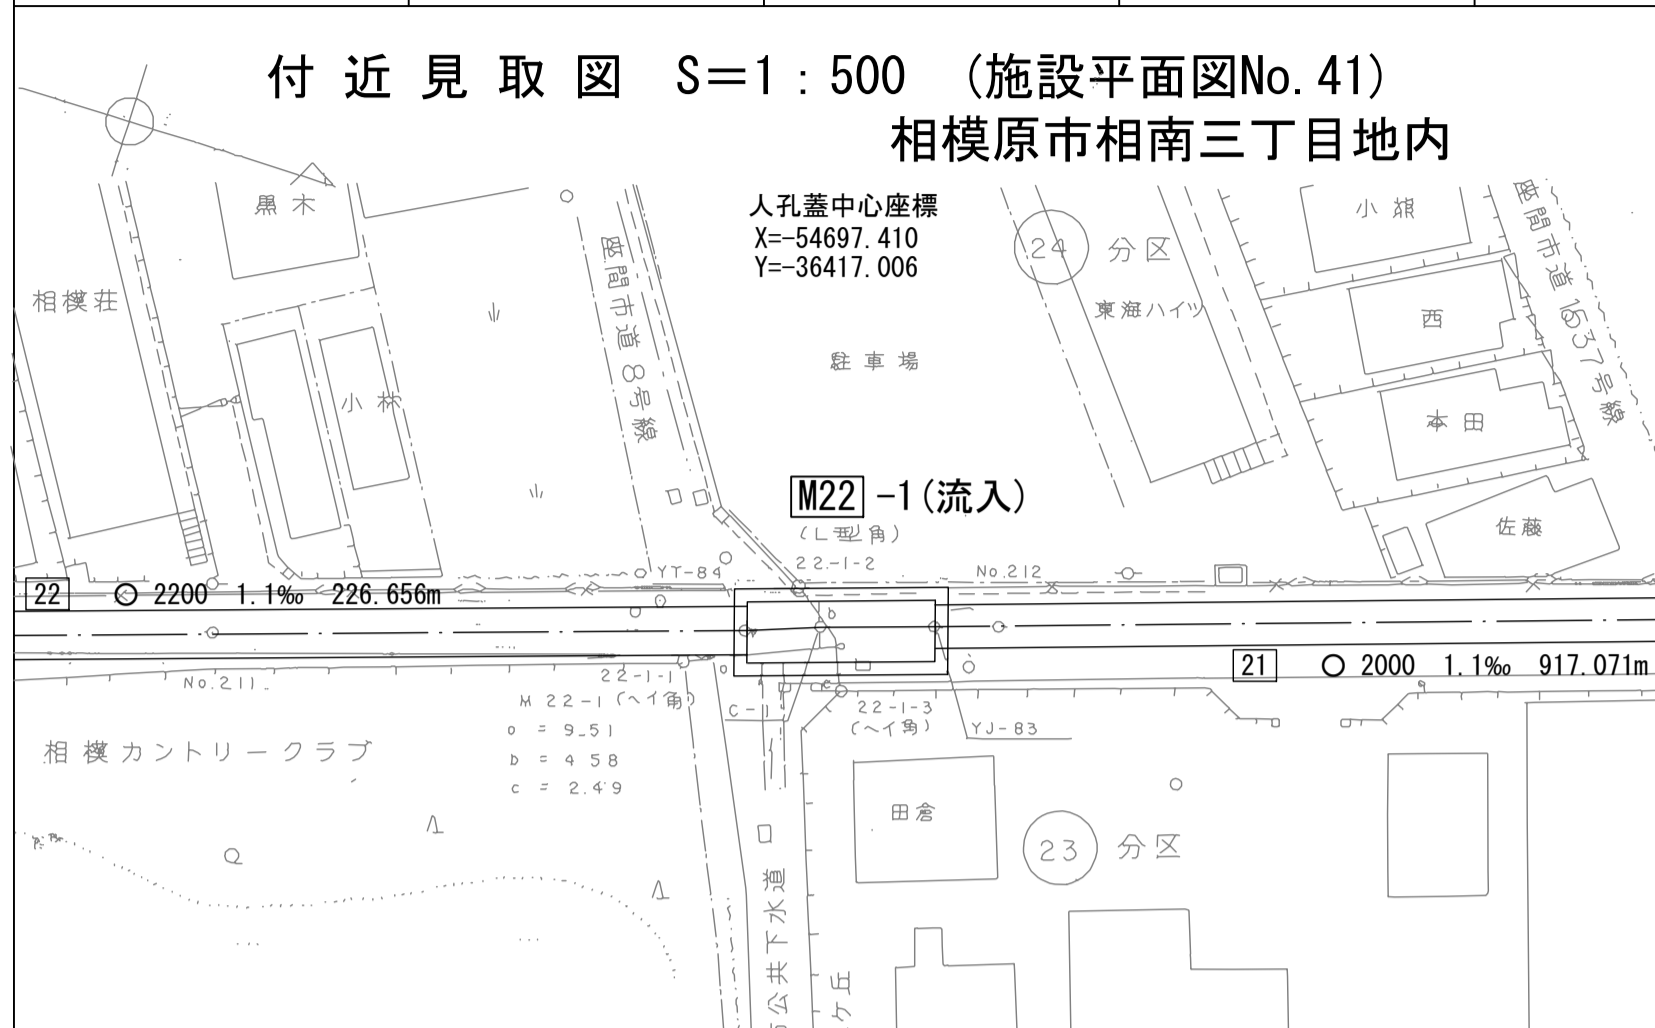 付近見取図 S=1:500 (施設平面図No.41)
相模原市相南三丁目地内
人孔蓋中心座標
X=-54697.410
Y=-36417.006
黒木
相模荘
小林
座間市道8号線
駐車場
24 分区
東海ハイツ
西
本田
佐藤
座間市道1537号線
M22-1(流入)
(L型角)
22-1-2
YT-84
No.212
22 2200 1.1‰ 226.656m
b
21 2000 1.1‰ 917.071m
No.211
22-1-1
M 22-1 (ヘイ角)
a = 9.51
b = 4 58
c = 2.49
c
C-1
22-1-3
(ヘイ角)
YJ-83
相模カントリークラブ
田倉
23 分区
公共下水道
ケ丘